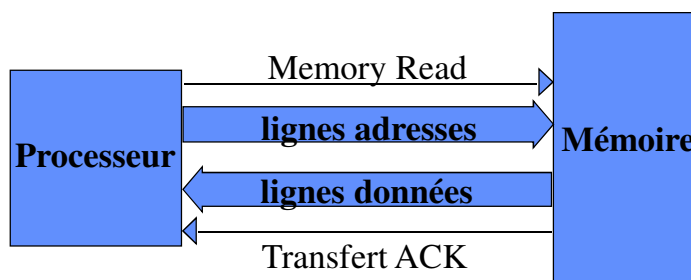 Memory Read
lignes adresses
Processeur
Mémoire
lignes données
Transfert ACK